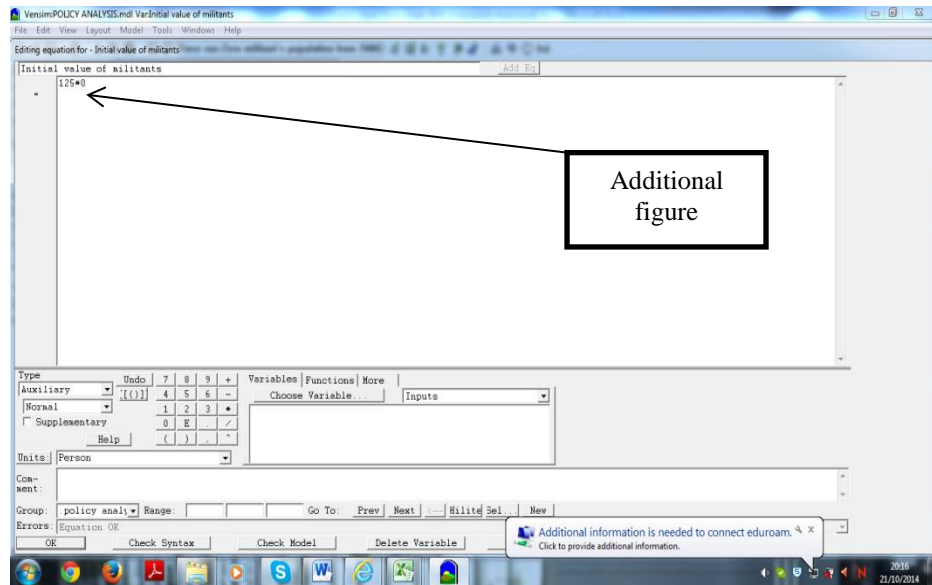 Vensim:POLICY ANALYSIS.mdl Var:Initial value of militants
File Edit View Layout Model Tools Windows Help
Editing equation for - Initial value of militants
Initial value of militants
Add Eq
=
125*0
Additional
figure
Type
Undo 7 8 9 + Variables Functions More
Auxiliary [()] 4 5 6 - Choose Variable... Inputs
Normal 1 2 3 *
Supplementary 0 E . /
Help ( ) , ^
Units: Person
Com-
ment:
Group: .policy analy Range: Go To: Prev Next <-- Hilite Sel... New
Errors: Equation OK
OK Check Syntax Check Model Delete Variable
Additional information is needed to connect eduroam.
Click to provide additional information.
20:16
21/10/2014